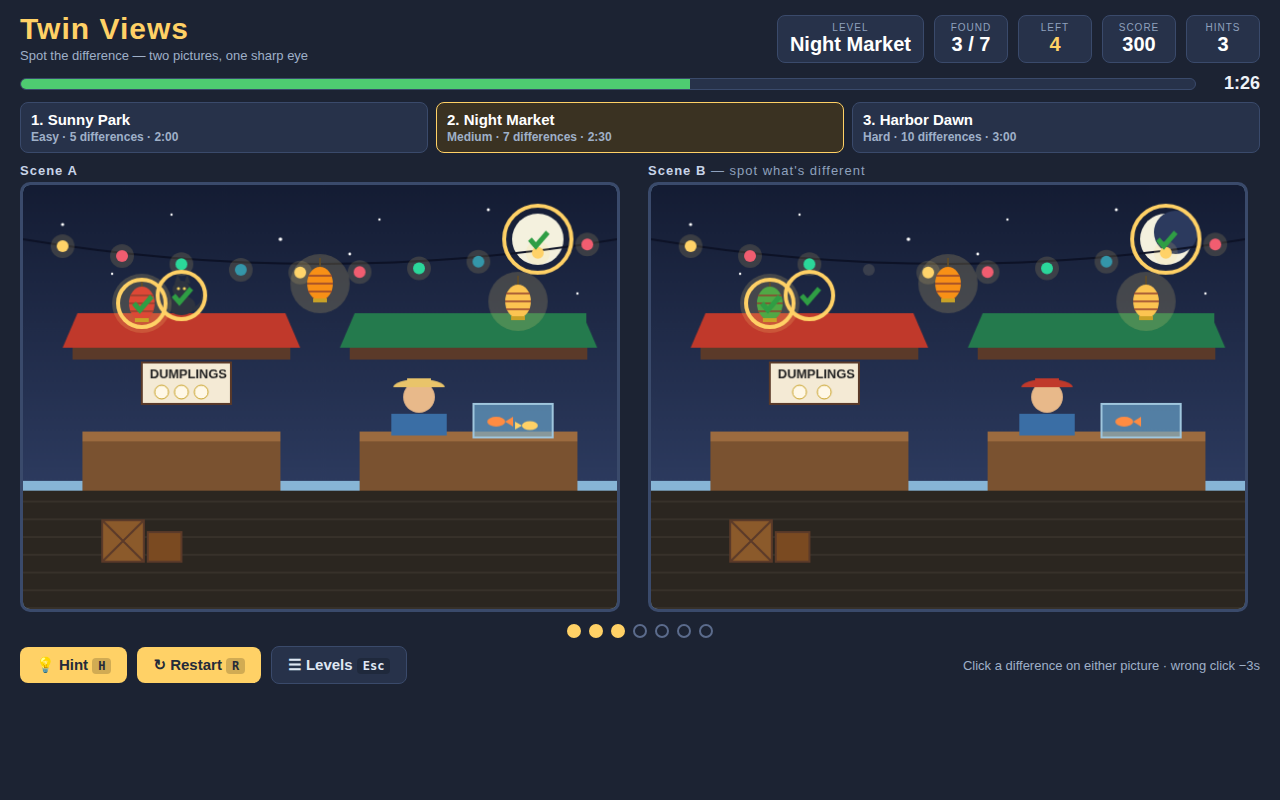 Twin Views
Spot the difference — two pictures, one sharp eye
LEVEL
Night Market
FOUND
3 / 7
LEFT
4
SCORE
300
HINTS
3
1:26
1. Sunny Park
Easy · 5 differences · 2:00
2. Night Market
Medium · 7 differences · 2:30
3. Harbor Dawn
Hard · 10 differences · 3:00
Scene A
Scene B — spot what's different
DUMPLINGS
DUMPLINGS
💡 Hint H
↻ Restart R
☰ Levels Esc
Click a difference on either picture · wrong click −3s